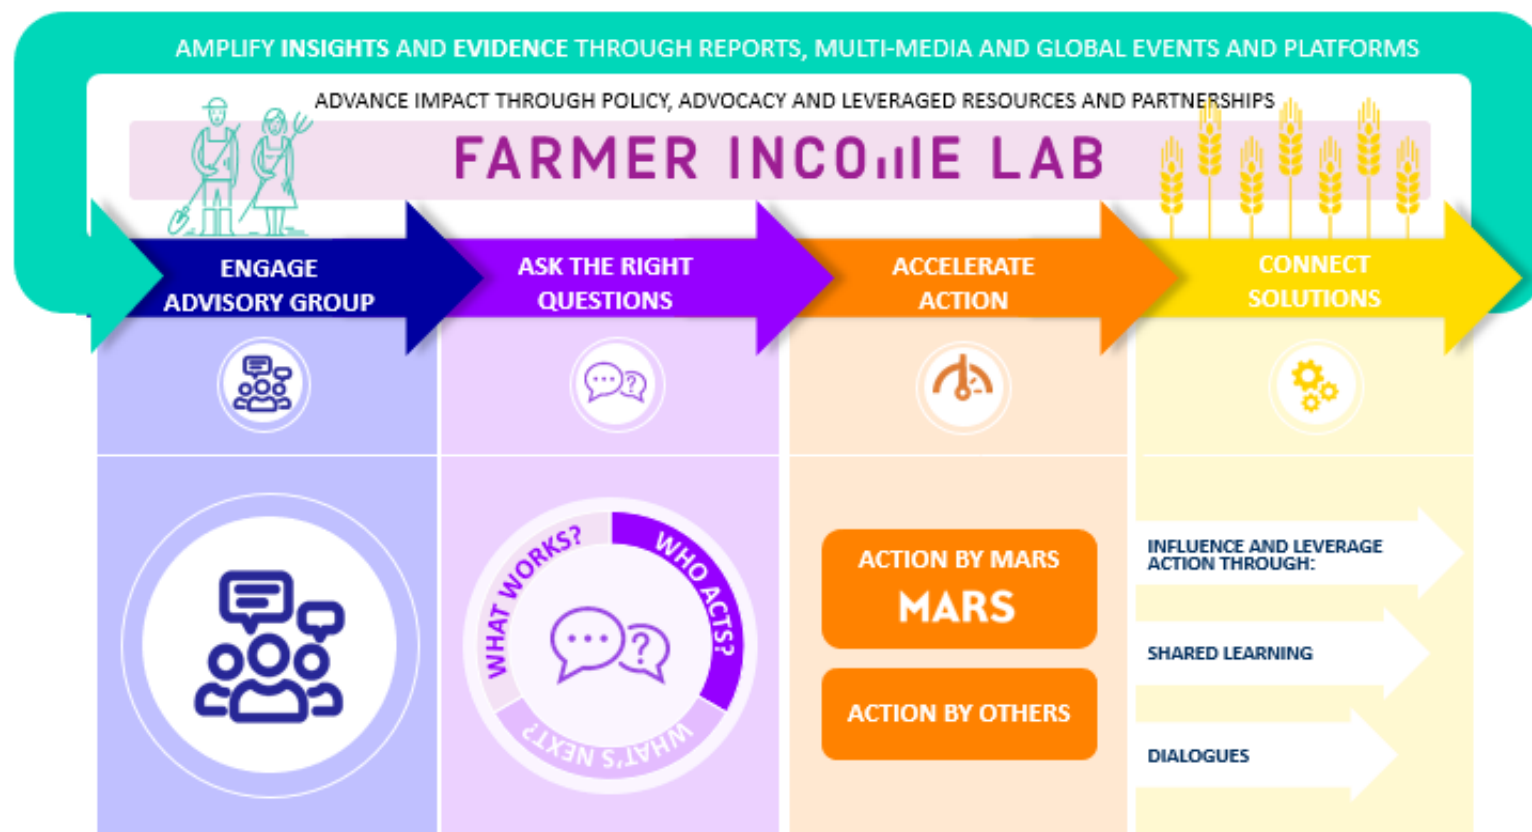 AMPLIFY INSIGHTS AND EVIDENCE THROUGH REPORTS, MULTI-MEDIA AND GLOBAL EVENTS AND PLATFORMS
ADVANCE IMPACT THROUGH POLICY, ADVOCACY AND LEVERAGED RESOURCES AND PARTNERSHIPS
FARMER INCOME LAB
ENGAGE
ADVISORY GROUP
ASK THE RIGHT
QUESTIONS
ACCELERATE
ACTION
CONNECT
SOLUTIONS
WHAT WORKS?
WHO ACTS?
WHAT'S NEXT?
ACTION BY MARS
MARS
ACTION BY OTHERS
INFLUENCE AND LEVERAGE
ACTION THROUGH:
SHARED LEARNING
DIALOGUES